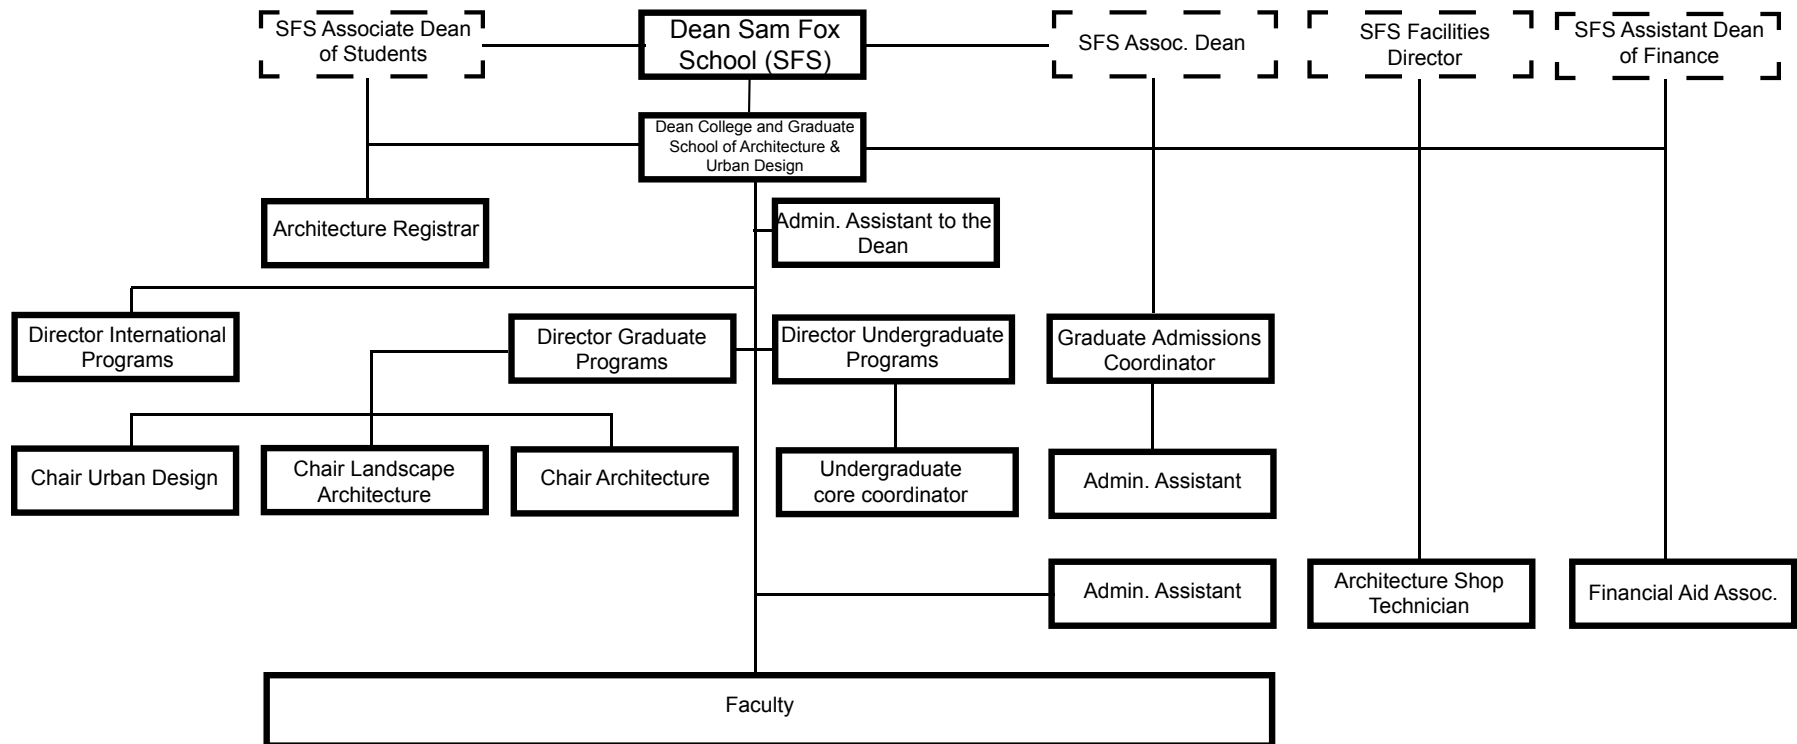 SFS Associate Dean
of Students
Dean Sam Fox
School (SFS)
SFS Assoc. Dean
SFS Facilities
Director
SFS Assistant Dean
of Finance
Dean College and Graduate
School of Architecture &
Urban Design
Architecture Registrar
Admin. Assistant to the
Dean
Director International
Programs
Director Graduate
Programs
Director Undergraduate
Programs
Graduate Admissions
Coordinator
Chair Urban Design
Chair Landscape
Architecture
Chair Architecture
Undergraduate
core coordinator
Admin. Assistant
Admin. Assistant
Architecture Shop
Technician
Financial Aid Assoc.
Faculty